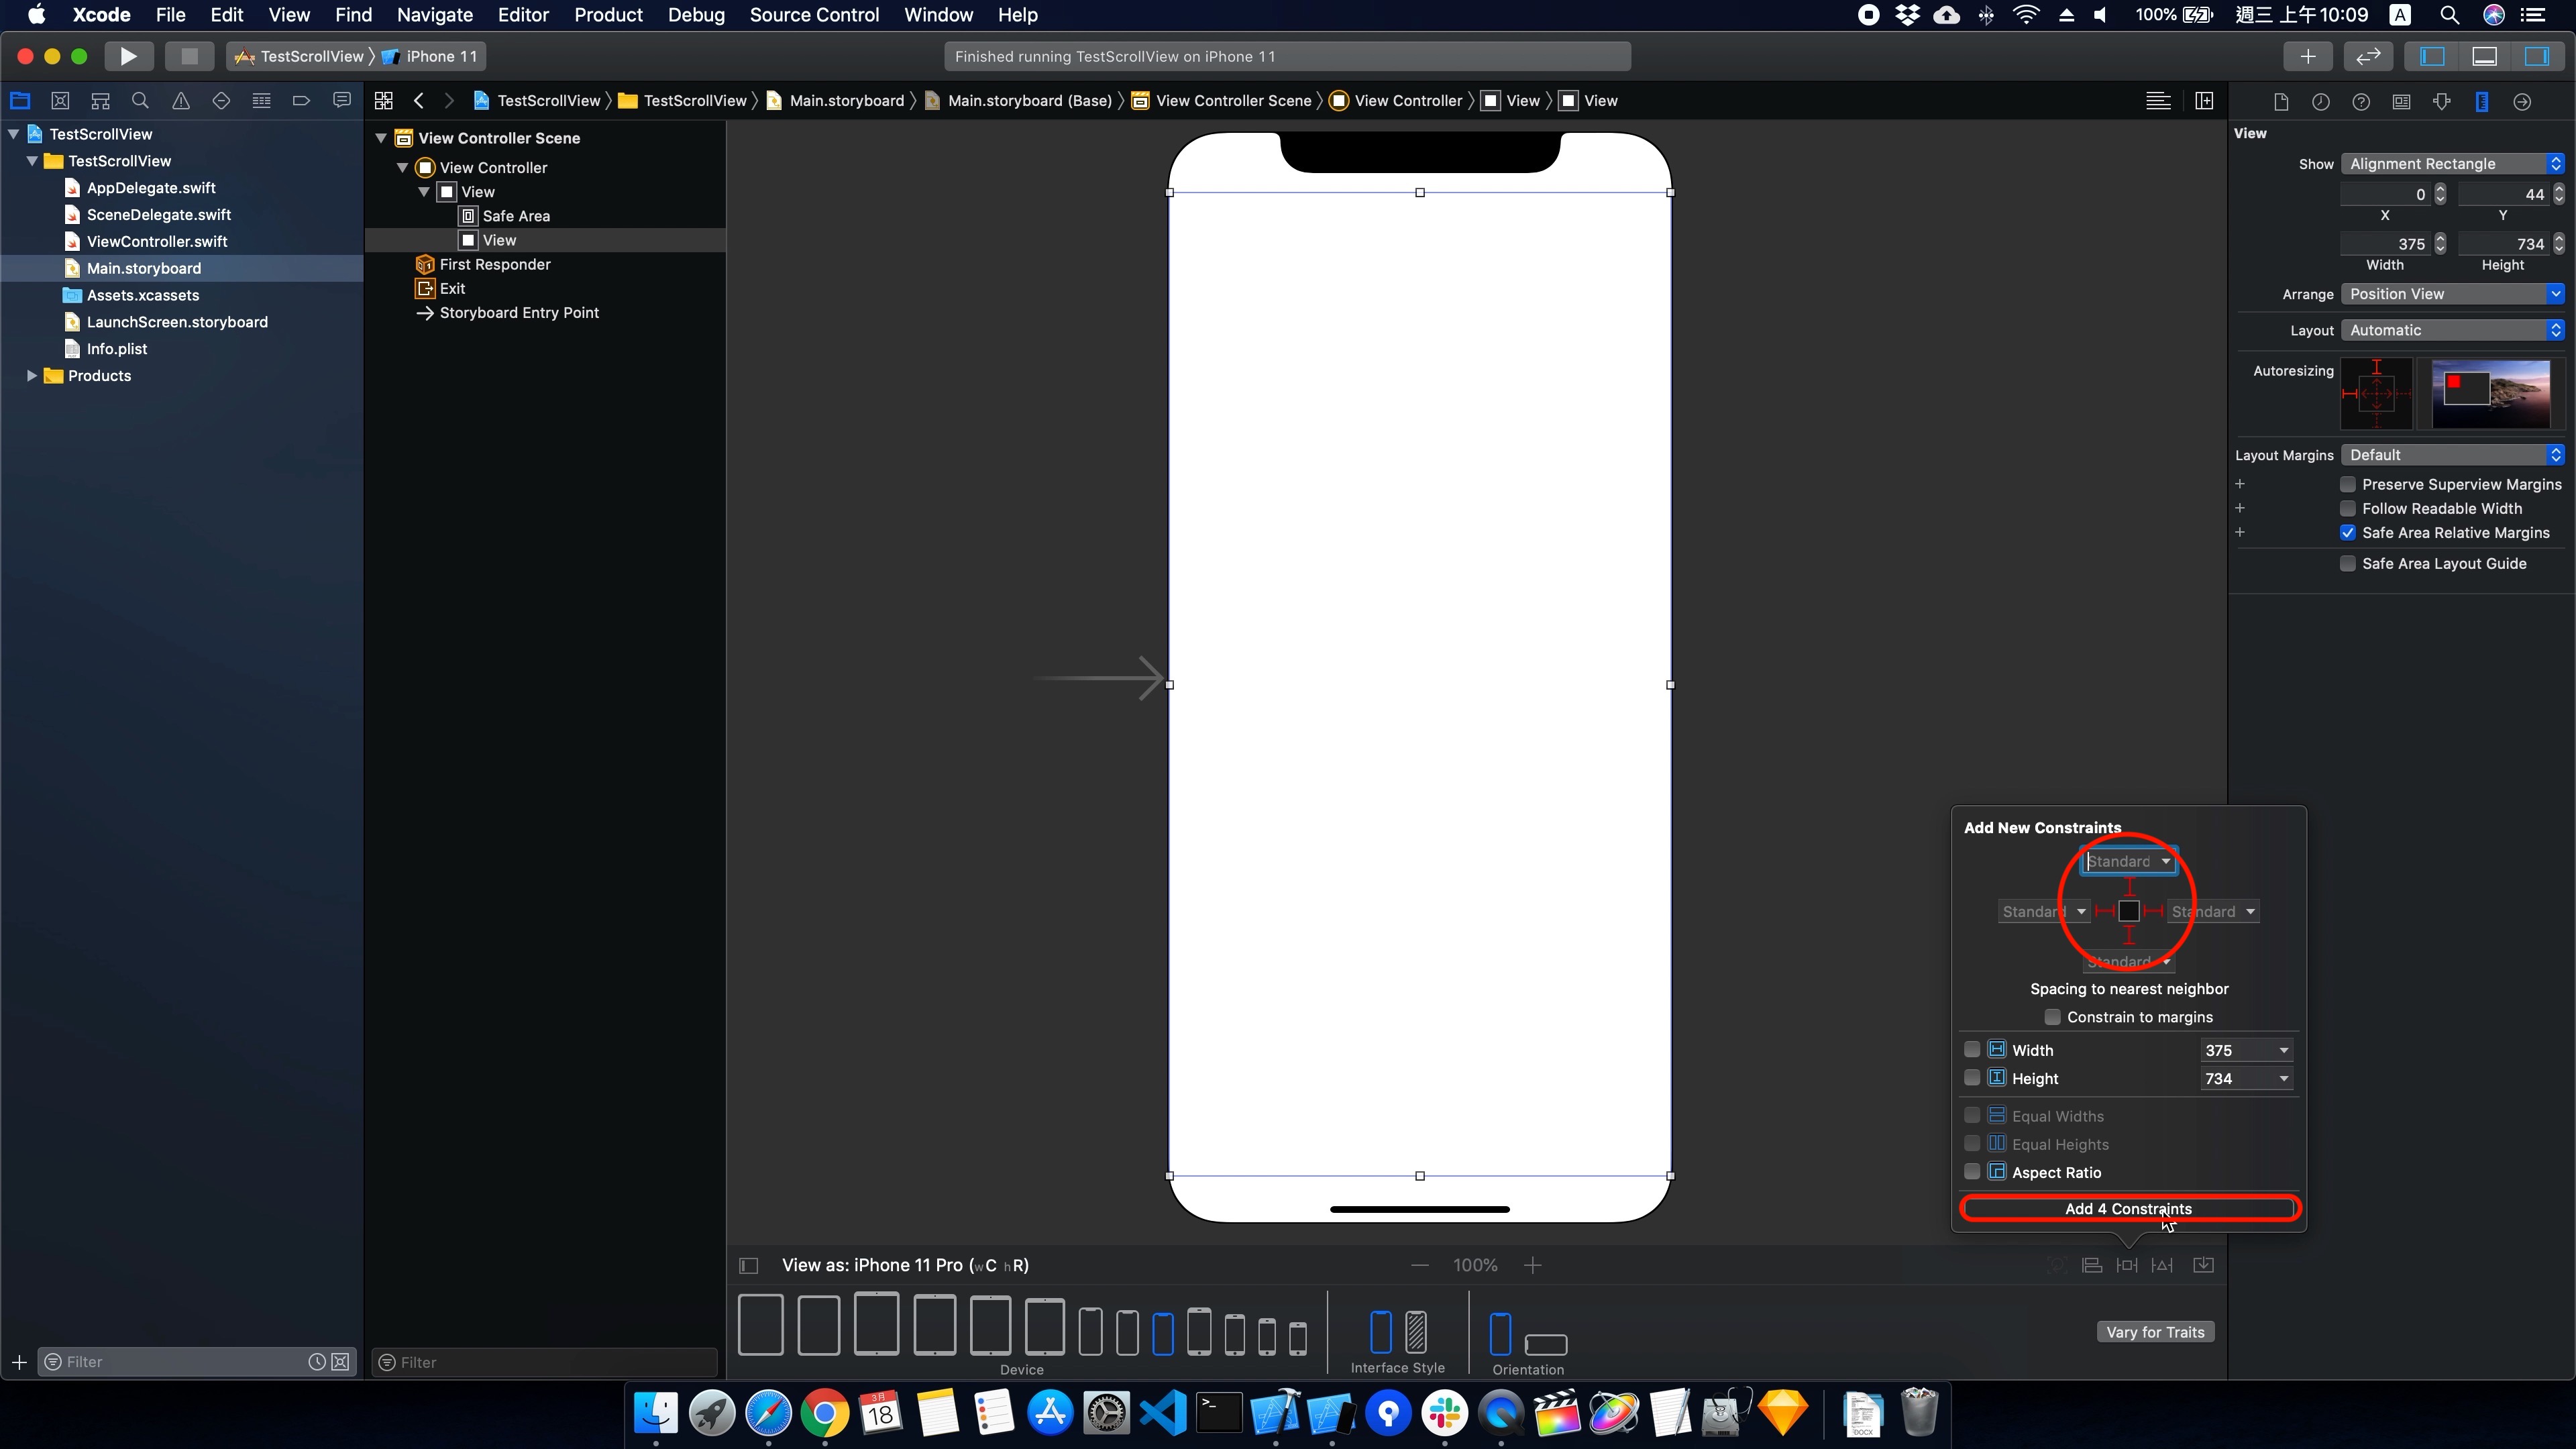 Xcode File Edit View Find Navigate Editor Product Debug Source Control Window Help 100% 週三 上午10:09 A
TestScrollView iPhone 11 Finished running TestScrollView on iPhone 11
TestScrollView TestScrollView Main.storyboard Main.storyboard (Base) View Controller Scene View Controller View View
TestScrollView
TestScrollView
AppDelegate.swift
SceneDelegate.swift
ViewController.swift
Main.storyboard
Assets.xcassets
LaunchScreen.storyboard
Info.plist
Products
Filter
View Controller Scene
View Controller
View
Safe Area
View
First Responder
Exit
Storyboard Entry Point
Filter
View
Show Alignment Rectangle
0 44
X Y
375 734
Width Height
Arrange Position View
Layout Automatic
Autoresizing
Layout Margins Default
Preserve Superview Margins
Follow Readable Width
Safe Area Relative Margins
Safe Area Layout Guide
Add New Constraints
Standard
Standard Standard
Standard
Spacing to nearest neighbor
Constrain to margins
Width 375
Height 734
Equal Widths
Equal Heights
Aspect Ratio
Add 4 Constraints
View as: iPhone 11 Pro (wC hR) 100%
Vary for Traits
Device Interface Style Orientation
3月
18
DOCX